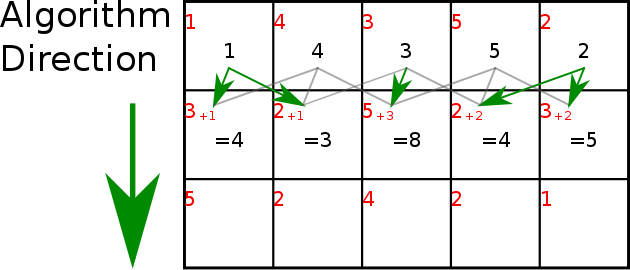 Algorithm
Direction
1 4 3 5 2
1 4 3 5 2
3+1 2+1 5+3 2+2 3+2
=4 =3 =8 =4 =5
5 2 4 2 1